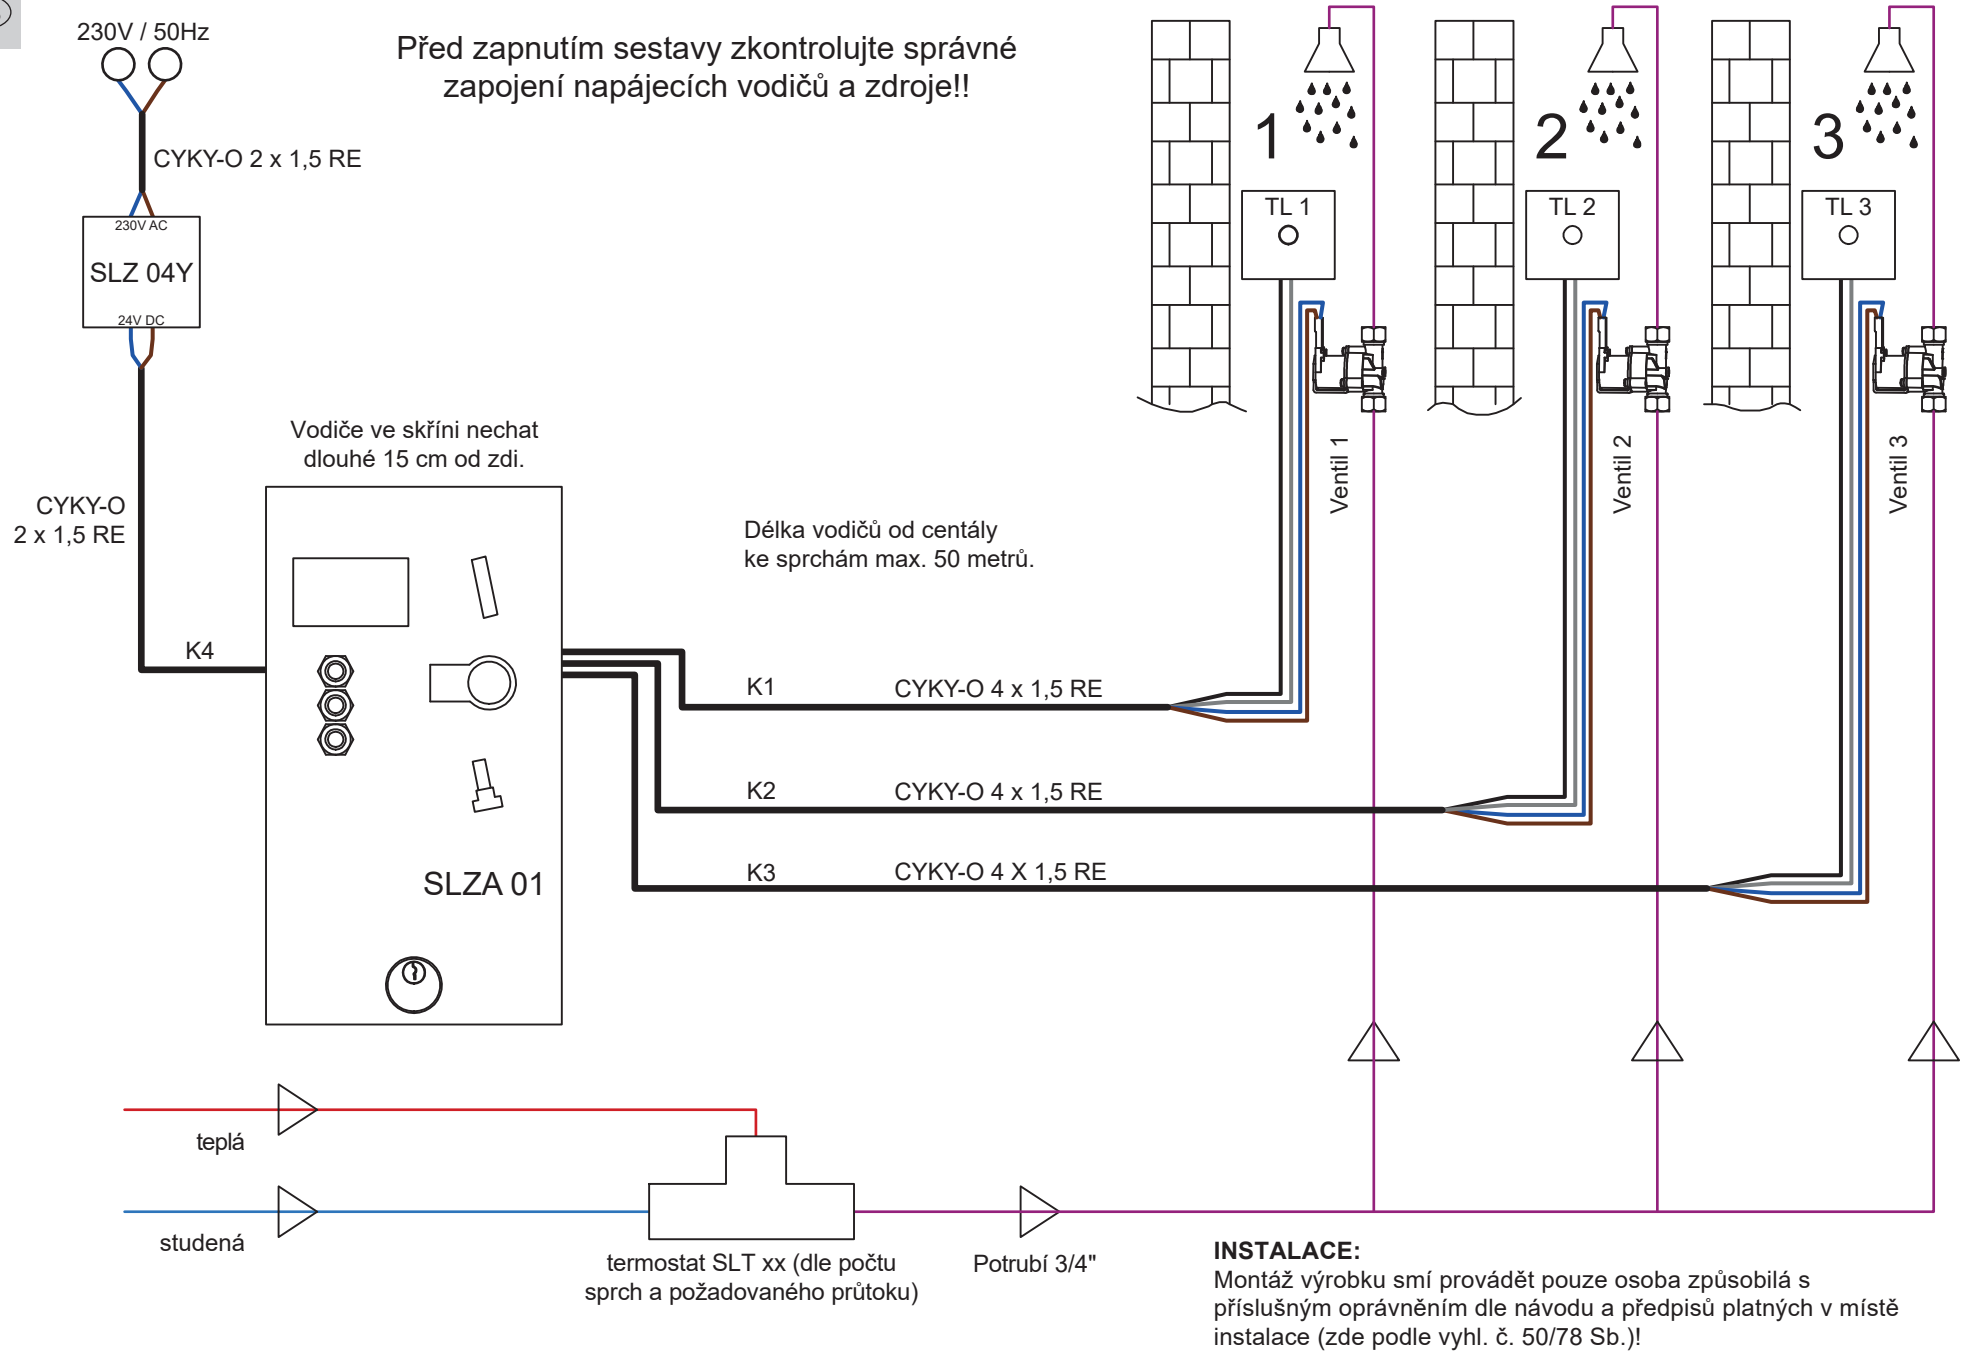 230V / 50Hz
Před zapnutím sestavy zkontrolujte správné
zapojení napájecích vodičů a zdroje!!
CYKY-O 2 x 1,5 RE
230V AC
SLZ 04Y
24V DC
1
2
3
TL 1
TL 2
TL 3
Vodiče ve skříni nechat
dlouhé 15 cm od zdi.
Ventil 1
Ventil 2
Ventil 3
CYKY-O
2 x 1,5 RE
Délka vodičů od centály
ke sprchám max. 50 metrů.
K4
K1
CYKY-O 4 x 1,5 RE
K2
CYKY-O 4 x 1,5 RE
K3
CYKY-O 4 X 1,5 RE
SLZA 01
teplá
studená
termostat SLT xx (dle počtu
sprch a požadovaného průtoku)
Potrubí 3/4"
INSTALACE:
Montáž výrobku smí provádět pouze osoba způsobilá s
příslušným oprávněním dle návodu a předpisů platných v místě
instalace (zde podle vyhl. č. 50/78 Sb.)!